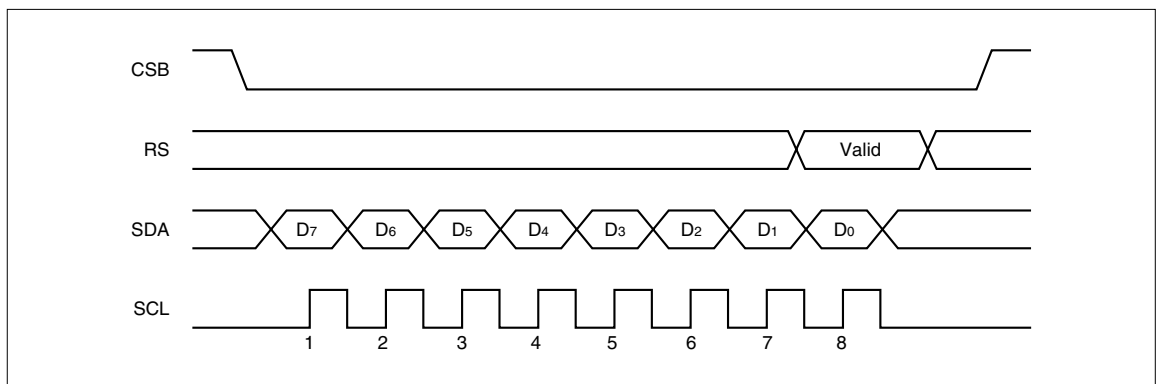 CSB
RS Valid
SDA D7 D6 D5 D4 D3 D2 D1 D0
SCL
1 2 3 4 5 6 7 8